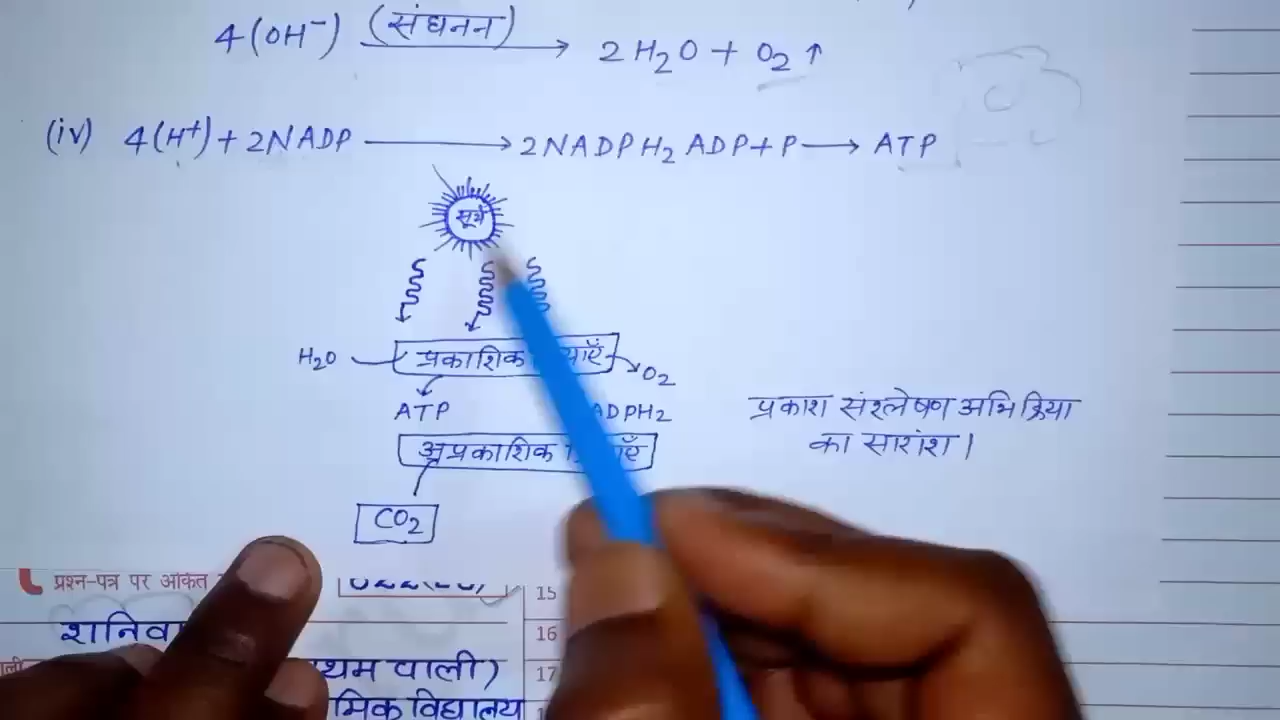 4(OH⁻) (संघनन) → 2H₂O + O₂↑
(iv) 4(H⁺) + 2NADP → 2NADPH₂ ADP+P → ATP
सूर्य
H₂O प्रकाशिक O₂
ATP ADPH₂
प्रकाश संश्लेषण अभिक्रिया
का सारांश।
अप्रकाशिक
CO₂
प्रश्न-पत्र पर अंकित
15
16
17
वाली)
विद्यालय